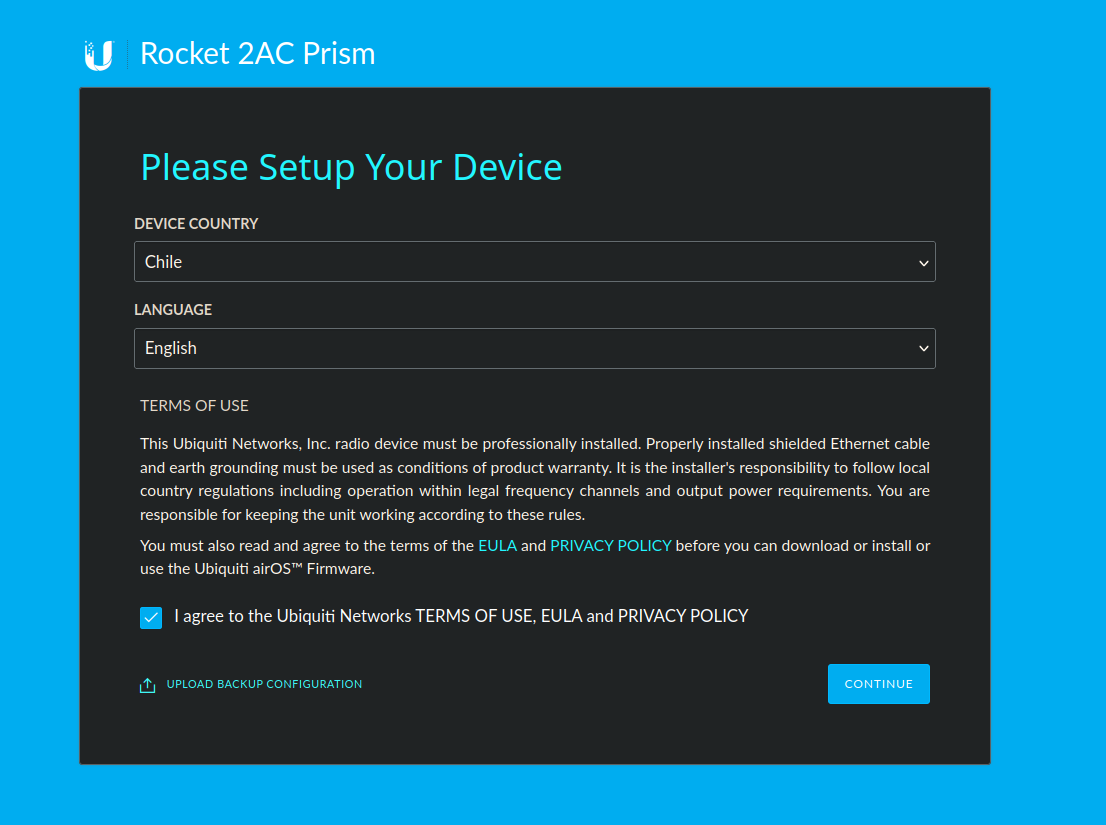 Rocket 2AC Prism
Please Setup Your Device
DEVICE COUNTRY
Chile
LANGUAGE
English
TERMS OF USE
This Ubiquiti Networks, Inc. radio device must be professionally installed. Properly installed shielded Ethernet cable
and earth grounding must be used as conditions of product warranty. It is the installer's responsibility to follow local
country regulations including operation within legal frequency channels and output power requirements. You are
responsible for keeping the unit working according to these rules.
You must also read and agree to the terms of the EULA and PRIVACY POLICY before you can download or install or
use the Ubiquiti airOS™ Firmware.
I agree to the Ubiquiti Networks TERMS OF USE, EULA and PRIVACY POLICY
UPLOAD BACKUP CONFIGURATION
CONTINUE